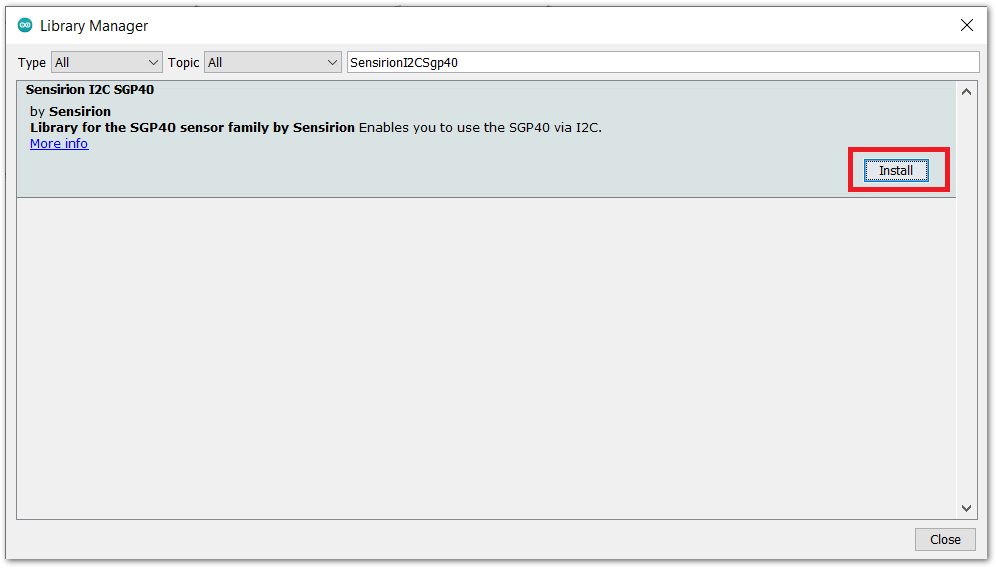 Library Manager
Type All Topic All SensirionI2CSgp40
Sensirion I2C SGP40
by Sensirion
Library for the SGP40 sensor family by Sensirion Enables you to use the SGP40 via I2C.
More info
Install
Close